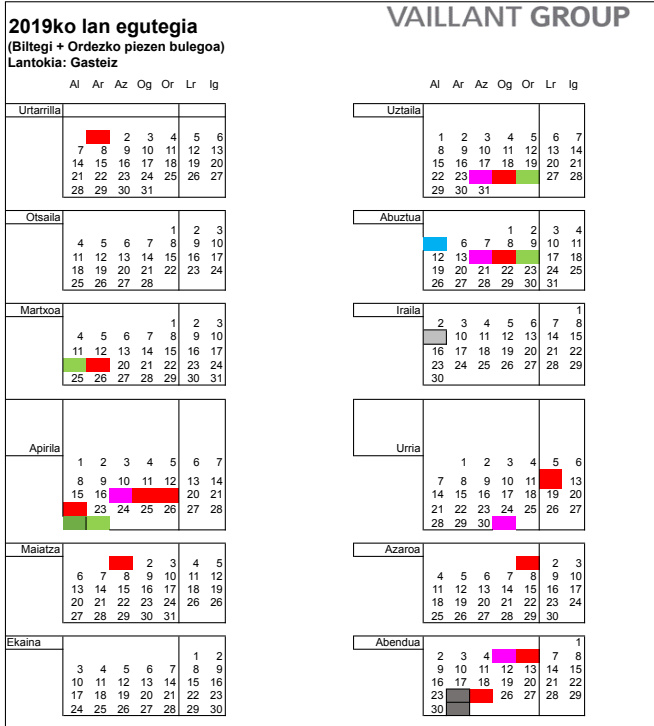 VAILLANT GROUP
2019ko lan egutegia
(Biltegi + Ordezko piezen bulegoa)
Lantokia: Gasteiz
Al Ar Az Og Or Lr Ig
Urtarrilla
2 3 4 5 6
7 8 9 10 11 12 13
14 15 16 17 18 19 20
21 22 23 24 25 26 27
28 29 30 31
Otsaila
1 2 3
4 5 6 7 8 9 10
11 12 13 14 15 16 17
18 19 20 21 22 23 24
25 26 27 28
Martxoa
1 2 3
4 5 6 7 8 9 10
11 12 13 14 15 16 17
20 21 22 23 24
25 26 27 28 29 30 31
Apirila
1 2 3 4 5 6 7
8 9 10 11 12 13 14
15 16 20 21
23 24 25 26 27 28
Maiatza
2 3 4 5
6 7 8 9 10 11 12
13 14 15 16 17 18 19
20 21 22 23 24 26 26
27 28 29 30 31
Ekaina
1 2
3 4 5 6 7 8 9
10 11 12 13 14 15 16
17 18 19 20 21 22 23
24 25 26 27 28 29 30
Al Ar Az Og Or Lr Ig
Uztaila
1 2 3 4 5 6 7
8 9 10 11 12 13 14
15 16 17 18 19 20 21
22 23 27 28
29 30 31
Abuztua
1 2 3 4
6 7 8 9 10 11
12 13 17 18
19 20 21 22 23 24 25
26 27 28 29 30 31
Iraila
1
2 3 4 5 6 7 8
10 11 12 13 14 15
16 17 18 19 20 21 22
23 24 25 26 27 28 29
30
Urria
1 2 3 4 5 6
7 8 9 10 11 13
14 15 16 17 18 19 20
21 22 23 24 25 26 27
28 29 30
Azaroa
2 3
4 5 6 7 8 9 10
11 12 13 14 15 16 17
18 19 20 21 22 23 24
25 26 27 28 29 30
Abendua
1
2 3 4 7 8
9 10 11 12 13 14 15
16 17 18 19 20 21 22
23 26 27 28 29
30